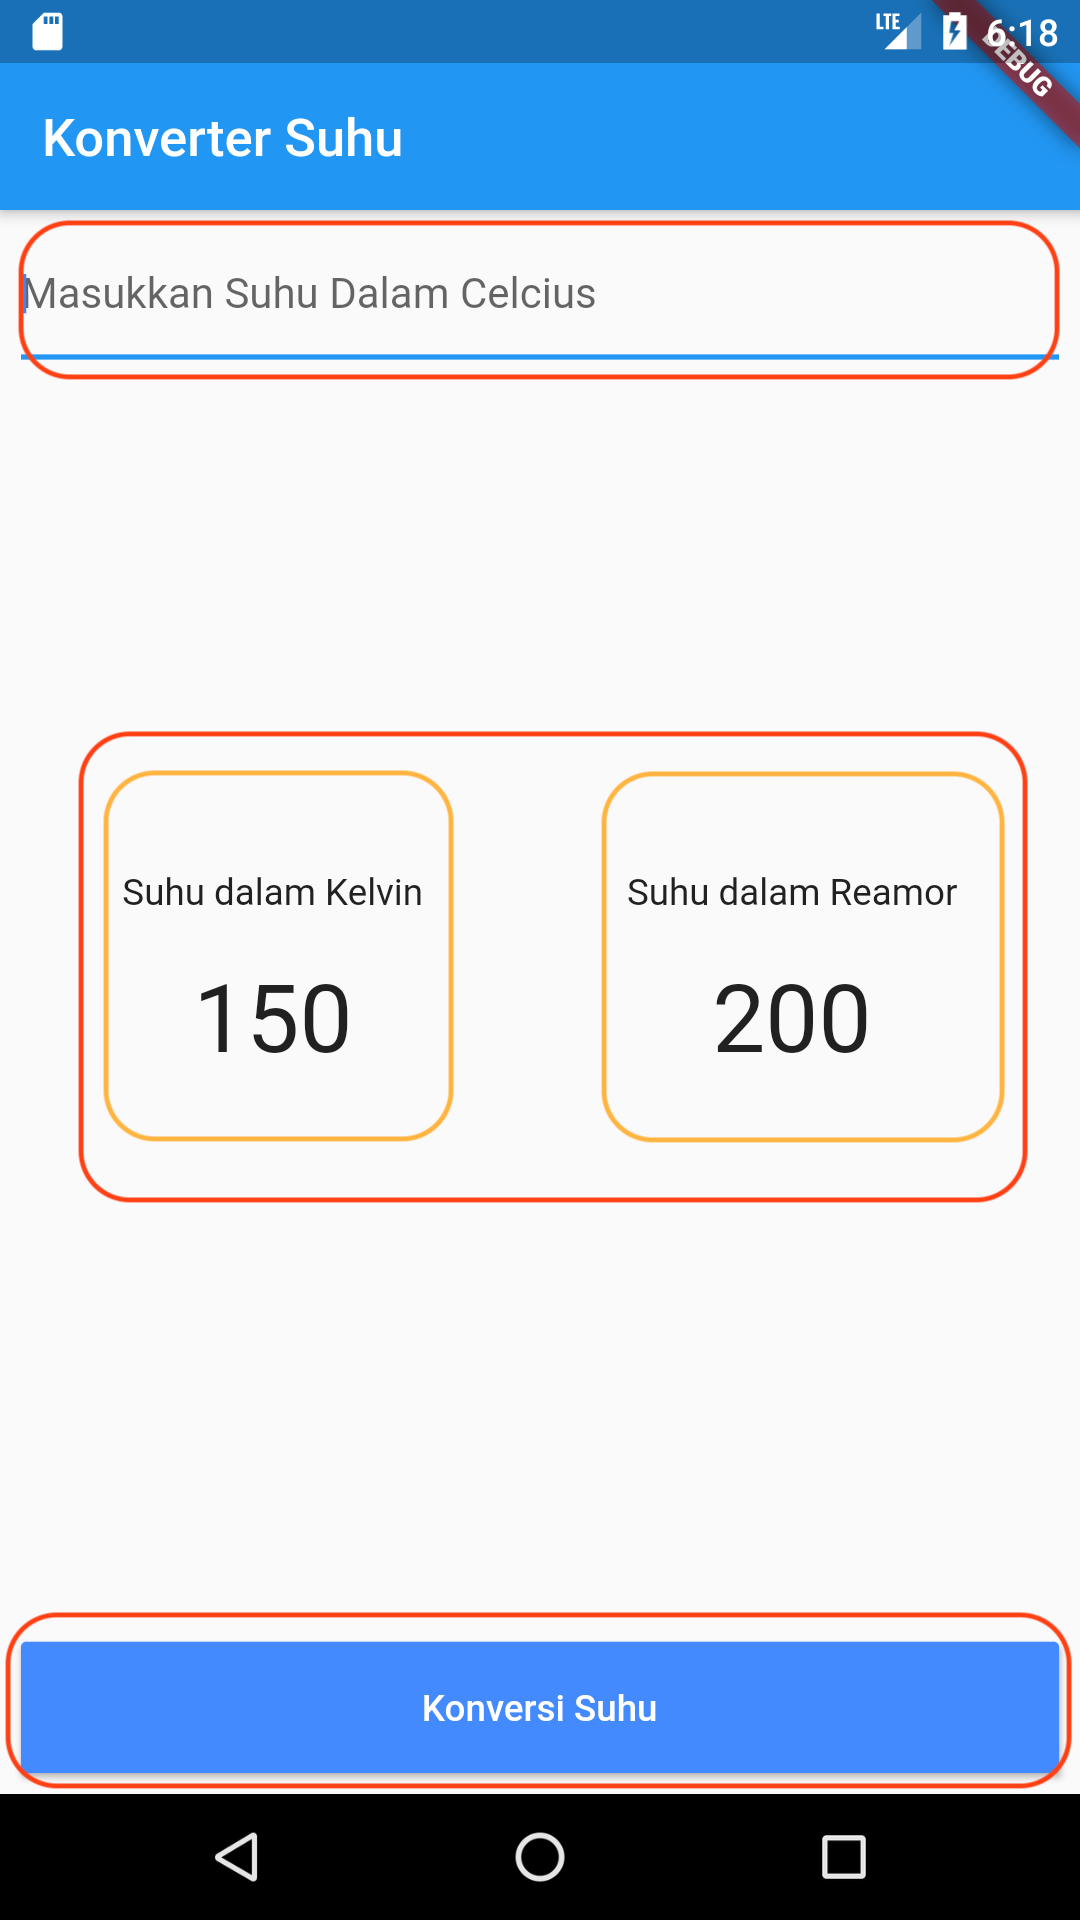 LTE 6:18
DEBUG
Konverter Suhu
Masukkan Suhu Dalam Celcius
Suhu dalam Kelvin
150
Suhu dalam Reamor
200
Konversi Suhu